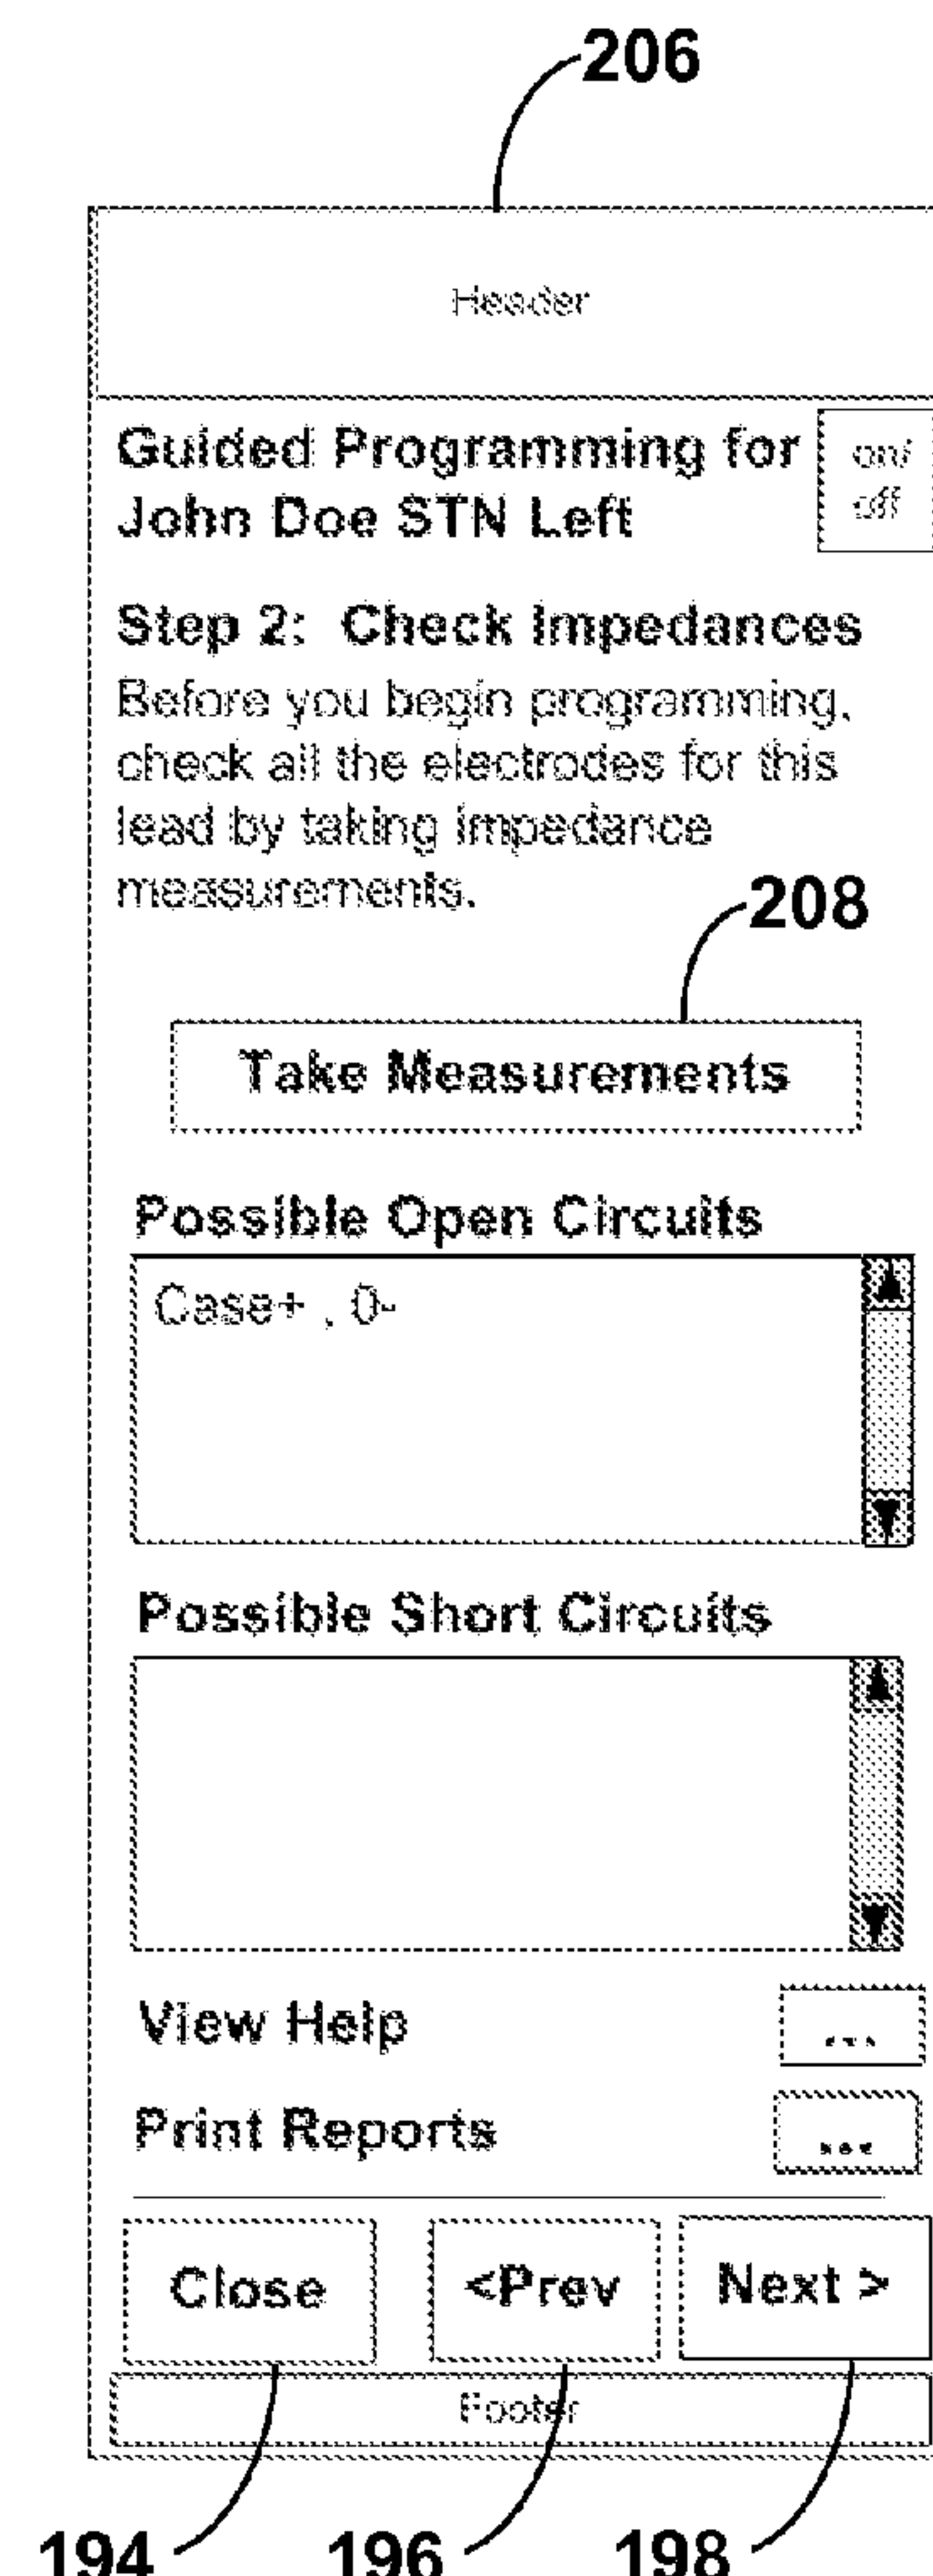 206
Header
Guided Programming for
John Doe STN Left
on/
off
Step 2: Check Impedances
Before you begin programming,
check all the electrodes for this
lead by taking impedance
measurements.
208
Take Measurements
Possible Open Circuits
Case+ , 0-
Possible Short Circuits
View Help ...
Print Reports ...
Close <Prev Next >
Footer
194 196 198